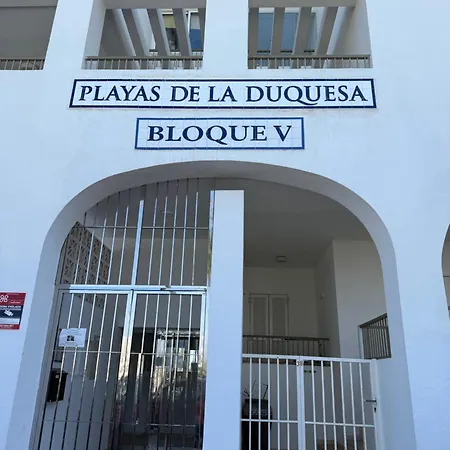 PLAYAS DE LA DUQUESA
BLOQUE V